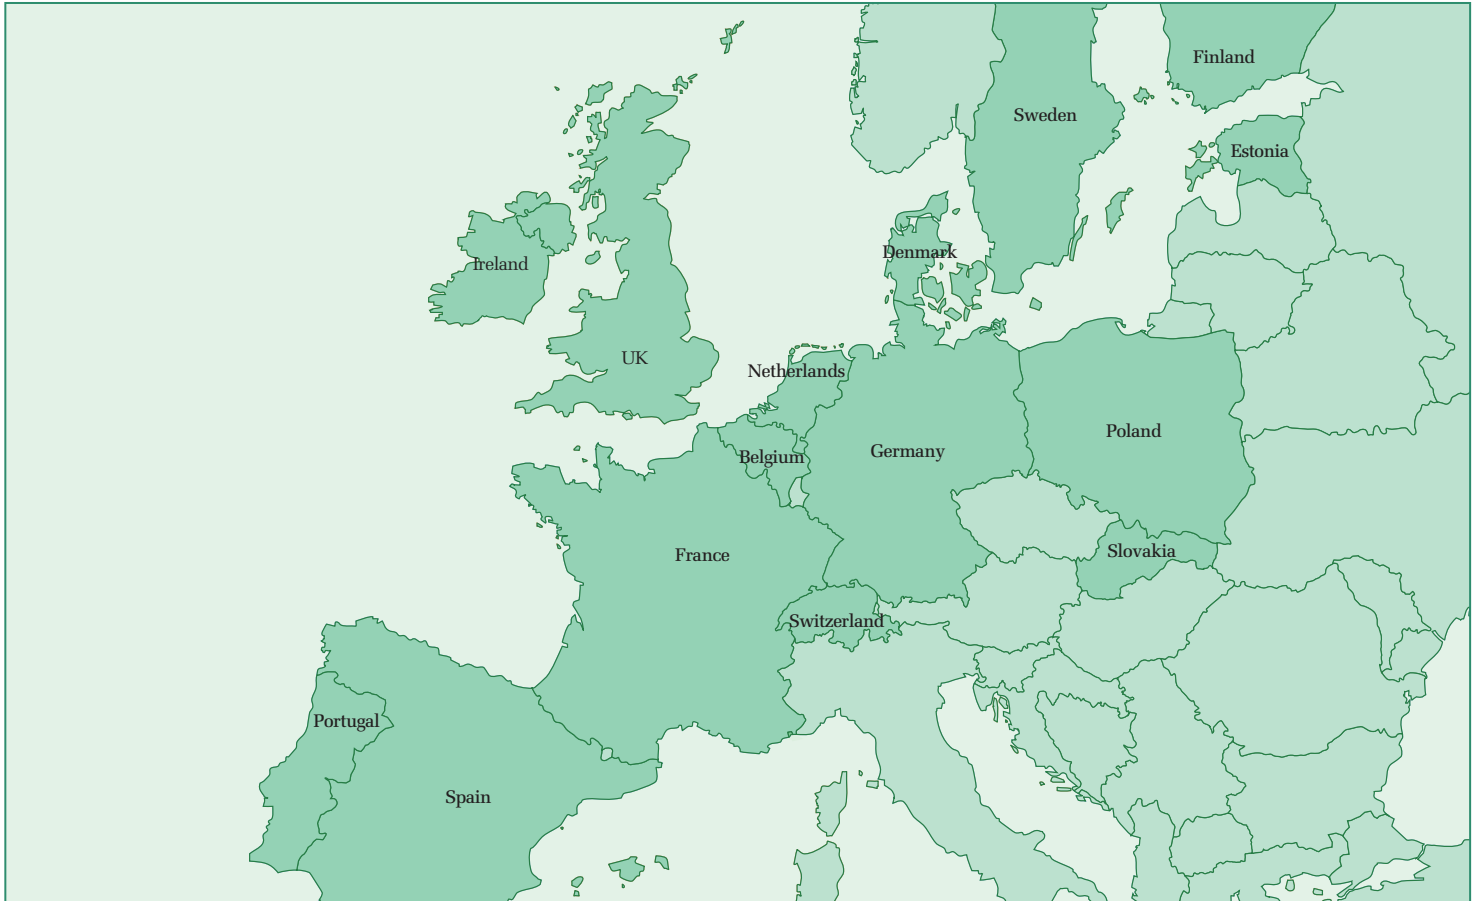 Finland
Sweden
Estonia
Denmark
Ireland
UK
Netherlands
Poland
Germany
Belgium
Slovakia
France
Switzerland
Portugal
Spain